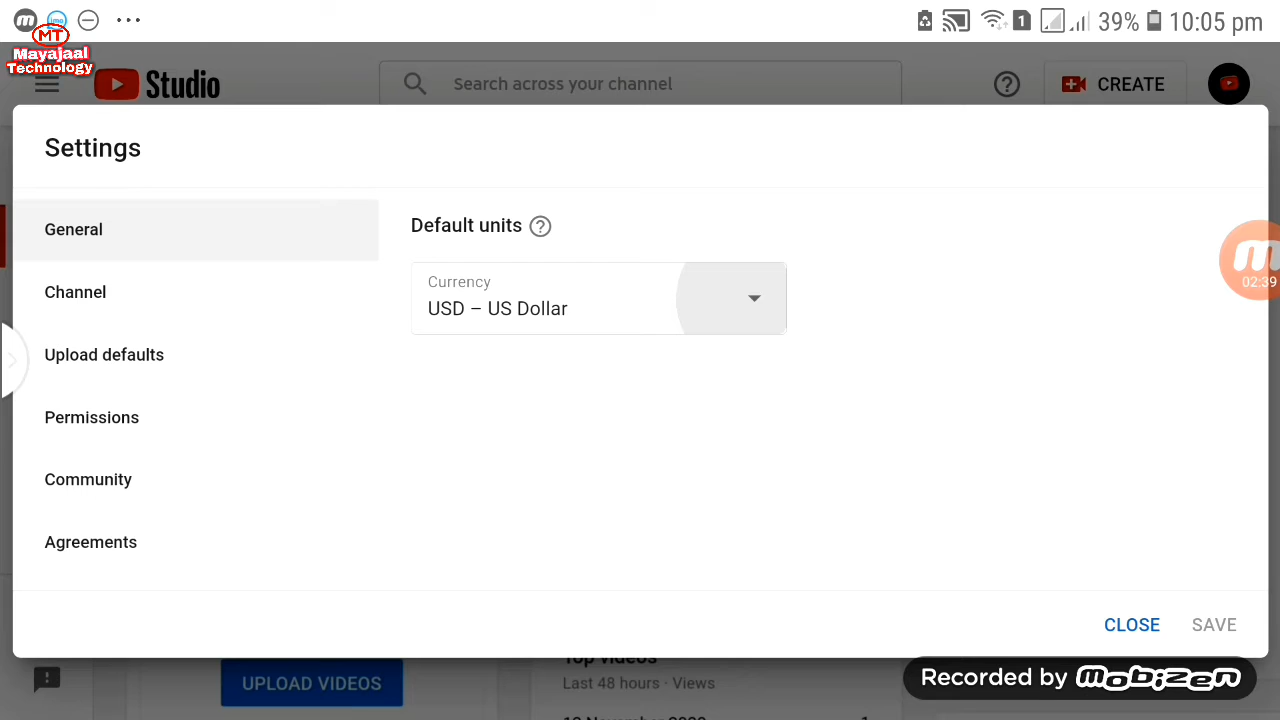 1 39% 10:05 pm
MT
Mayajaal
Technology
Studio
Search across your channel
CREATE
Settings
General
Channel
Upload defaults
Permissions
Community
Agreements
Default units ?
Currency
USD – US Dollar
02:39
CLOSE
SAVE
UPLOAD VIDEOS
Top videos
Last 48 hours · Views
Recorded by mobizen